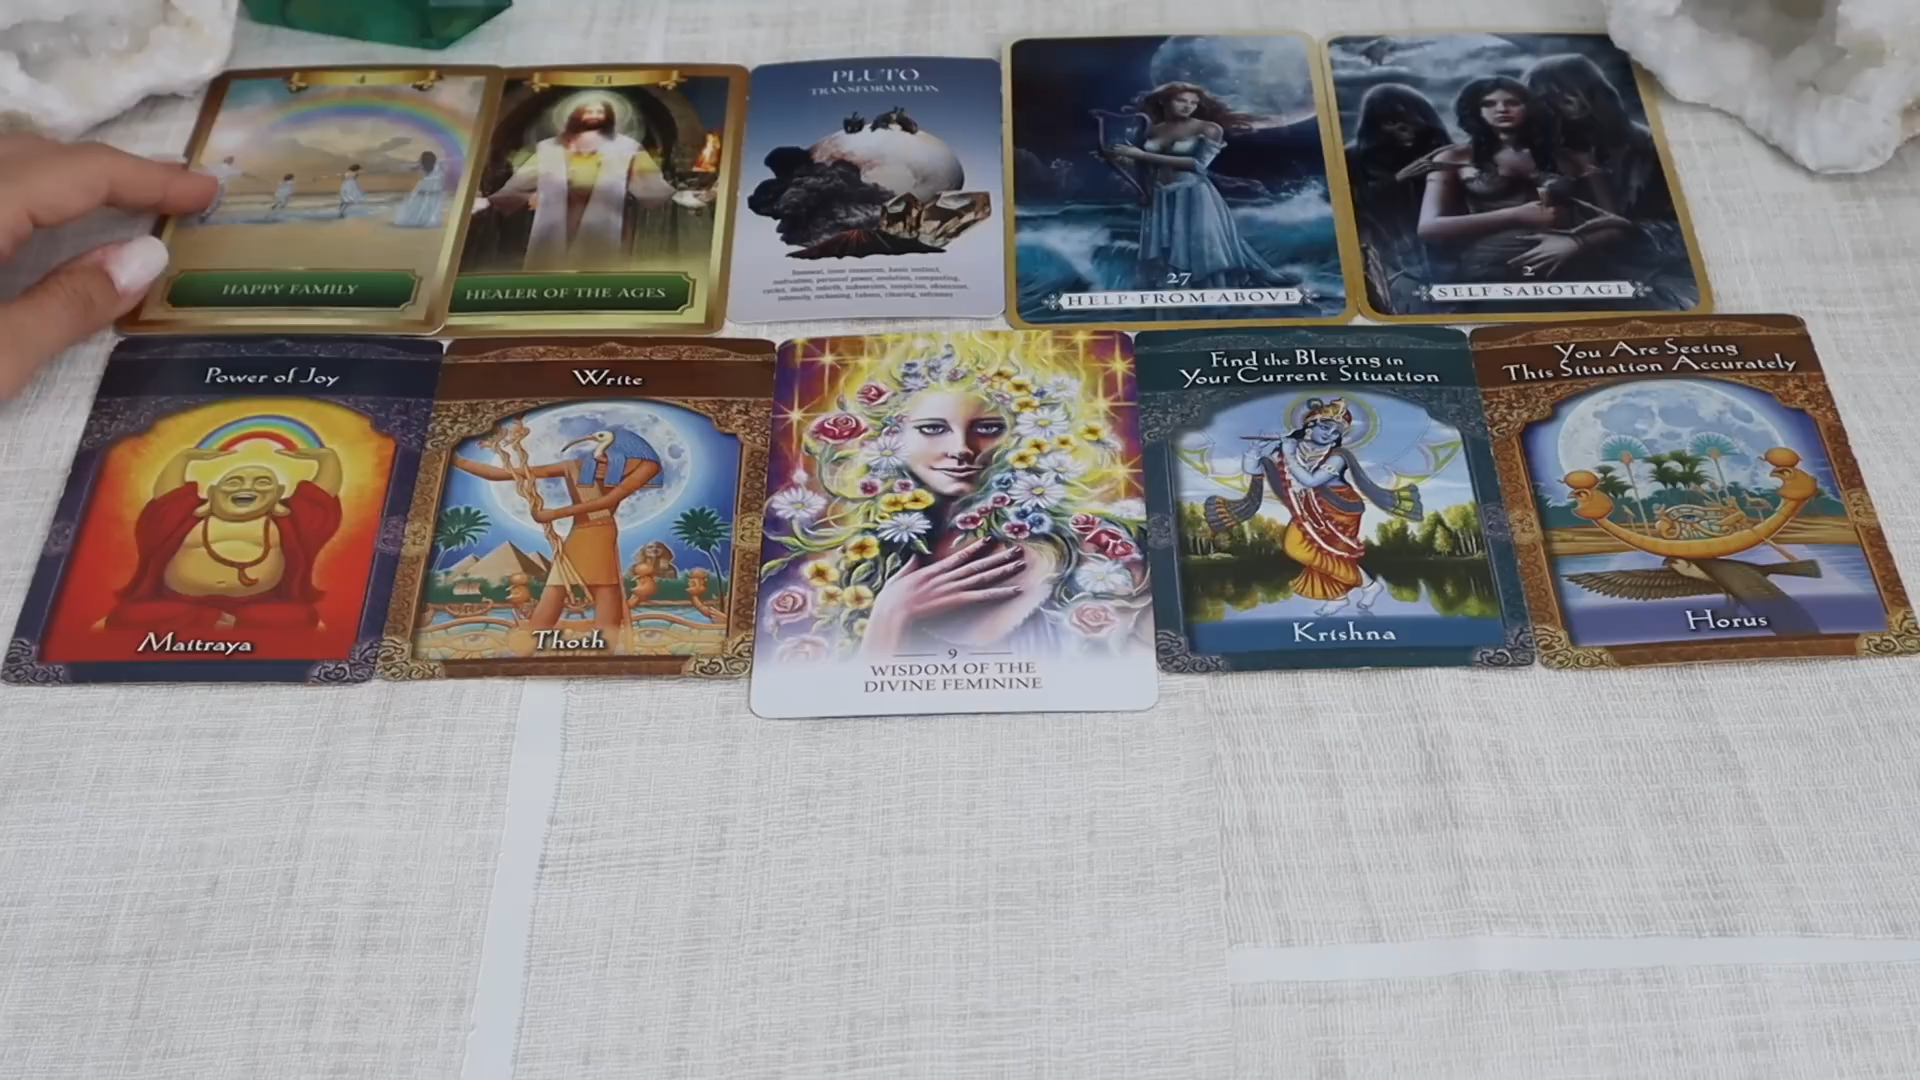 4
HAPPY FAMILY
51
HEALER OF THE AGES
PLUTO
TRANSFORMATION
27
HELP·FROM·ABOVE
2
SELF·SABOTAGE
Power of Joy
Maitraya
Write
Thoth
9
WISDOM OF THE
DIVINE FEMININE
Find the Blessing in
Your Current Situation
Krishna
You Are Seeing
This Situation Accurately
Horus